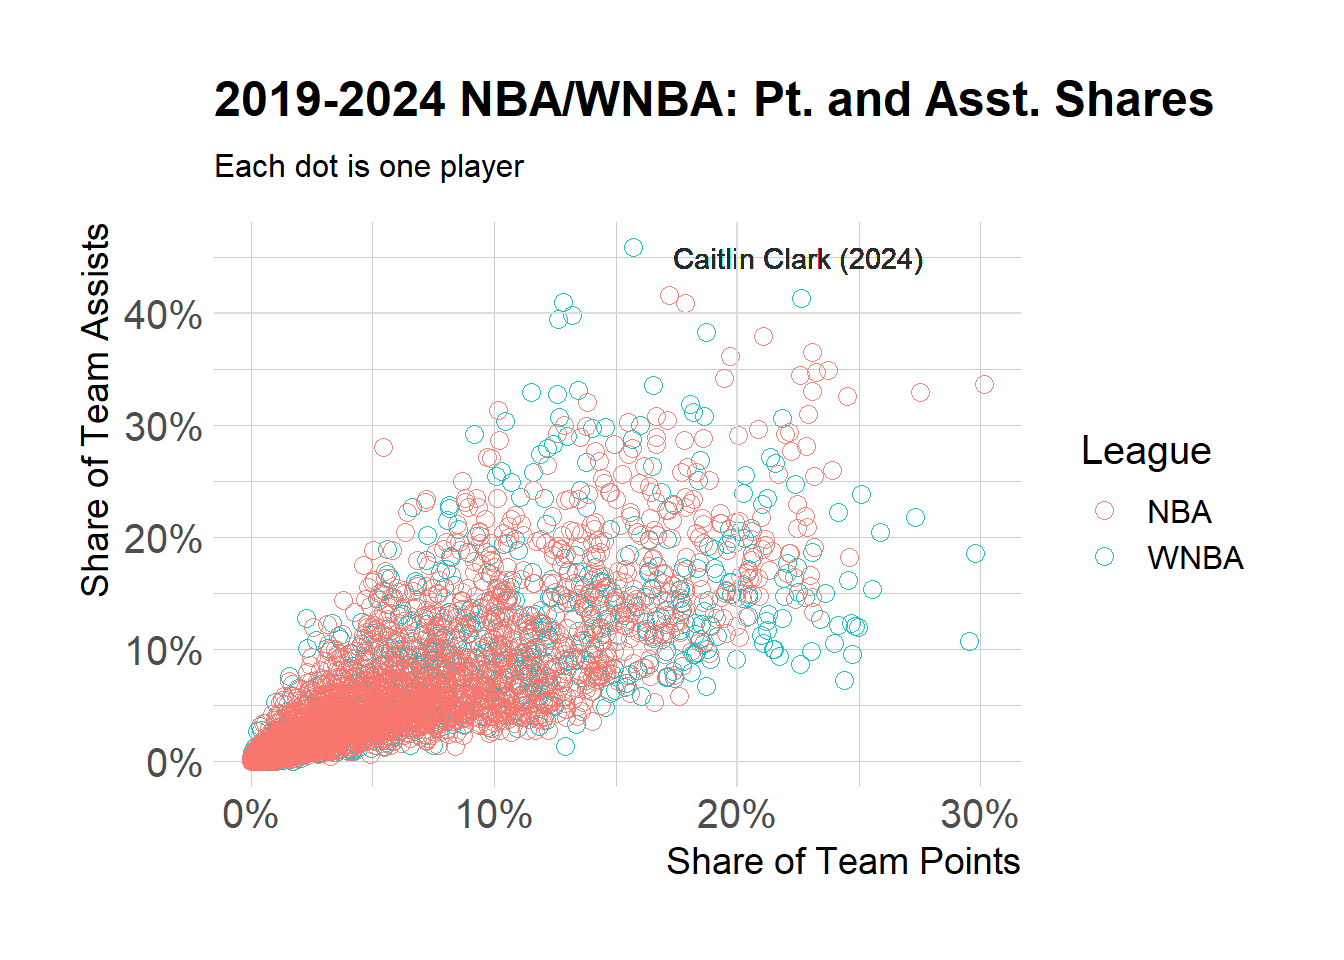 2019-2024 NBA/WNBA: Pt. and Asst. Shares
Each dot is one player
Share of Team Assists
Caitlin Clark (2024)
40%
30%
20%
10%
0%
0%
10%
20%
30%
Share of Team Points
League
NBA
WNBA